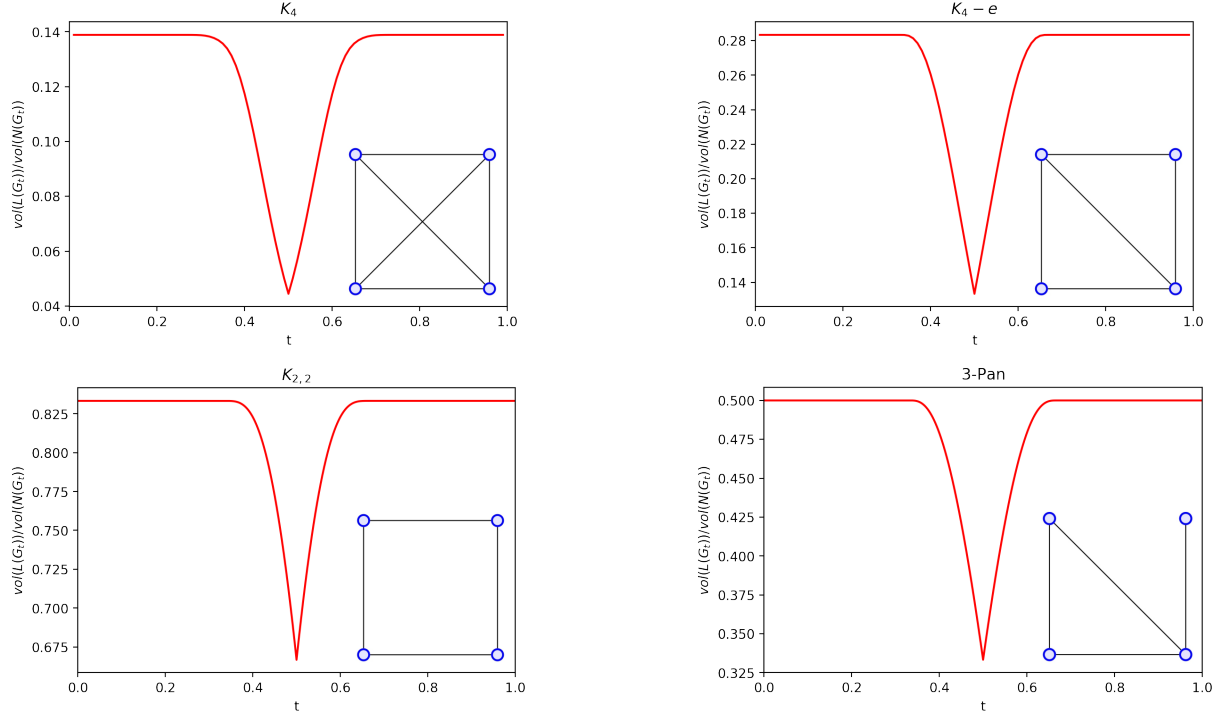 K₄
vol(L(Gₜ))/vol(N(Gₜ))
0.14
0.12
0.10
0.08
0.06
0.04
0.0 0.2 0.4 0.6 0.8 1.0
t
K₄ − e
vol(L(Gₜ))/vol(N(Gₜ))
0.28
0.26
0.24
0.22
0.20
0.18
0.16
0.14
0.0 0.2 0.4 0.6 0.8 1.0
t
K₂,₂
vol(L(Gₜ))/vol(N(Gₜ))
0.825
0.800
0.775
0.750
0.725
0.700
0.675
0.0 0.2 0.4 0.6 0.8 1.0
t
3-Pan
vol(L(Gₜ))/vol(N(Gₜ))
0.500
0.475
0.450
0.425
0.400
0.375
0.350
0.325
0.0 0.2 0.4 0.6 0.8 1.0
t